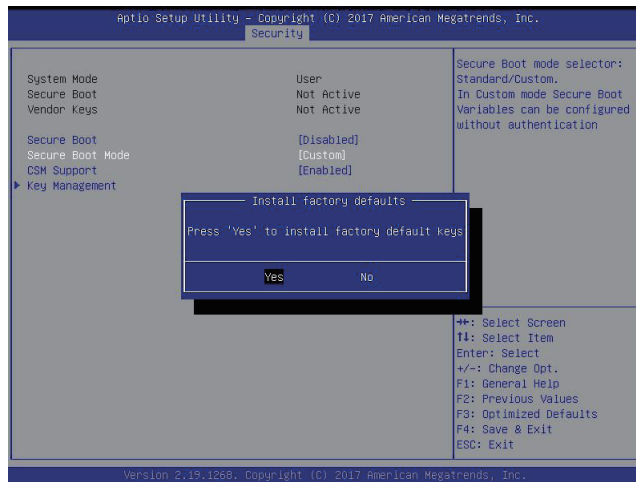 Aptio Setup Utility – Copyright (C) 2017 American Megatrends, Inc.
Security
System Mode User
Secure Boot Not Active
Vendor Keys Not Active
Secure Boot [Disabled]
Secure Boot Mode [Custom]
CSM Support [Enabled]
Key Management
Install factory defaults
Press 'Yes' to install factory default keys
Yes No
Secure Boot mode selector:
Standard/Custom.
In Custom mode Secure Boot
Variables can be configured
without authentication
→←: Select Screen
↑↓: Select Item
Enter: Select
+/-: Change Opt.
F1: General Help
F2: Previous Values
F3: Optimized Defaults
F4: Save & Exit
ESC: Exit
Version 2.19.1268. Copyright (C) 2017 American Megatrends, Inc.